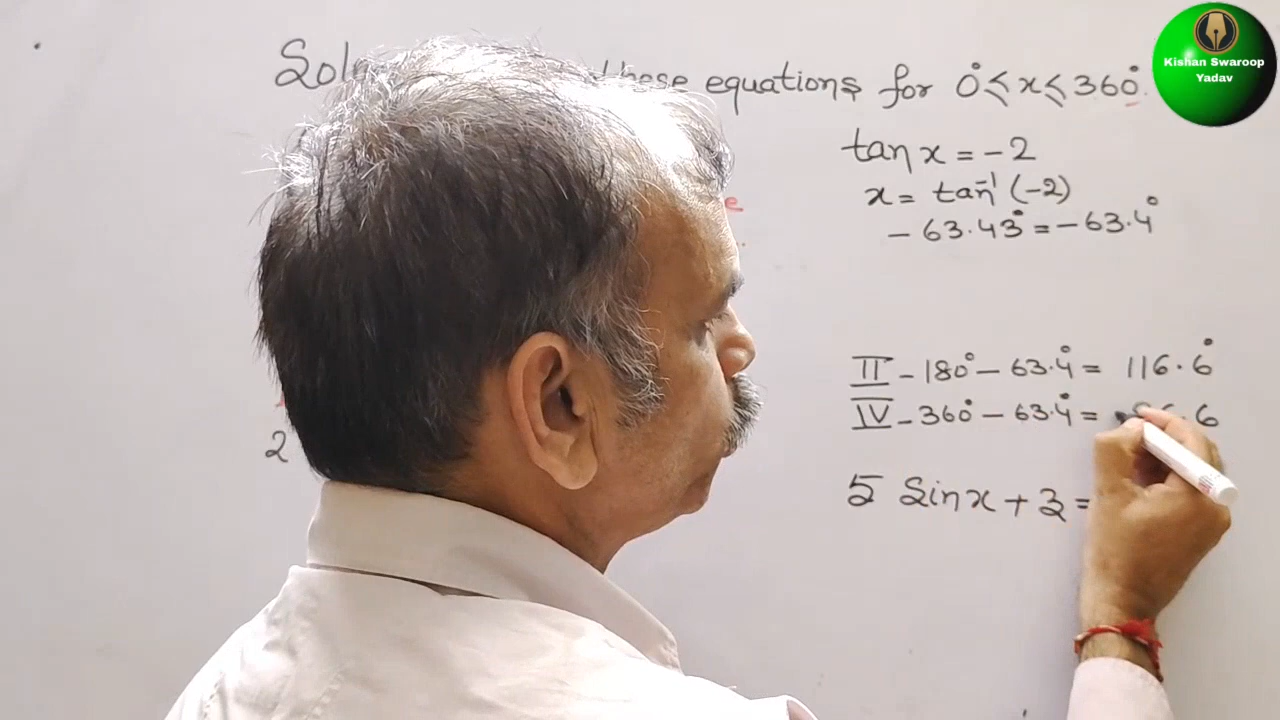 these equations for 0° ≤ x ≤ 360°.
tan x = -2
x = tan⁻¹ (-2)
- 63.43° = -63.4°
II - 180° - 63.4° = 116.6°
IV - 360° - 63.4° =
2
5 Sin x + 3 =
Kishan Swaroop
Yadav